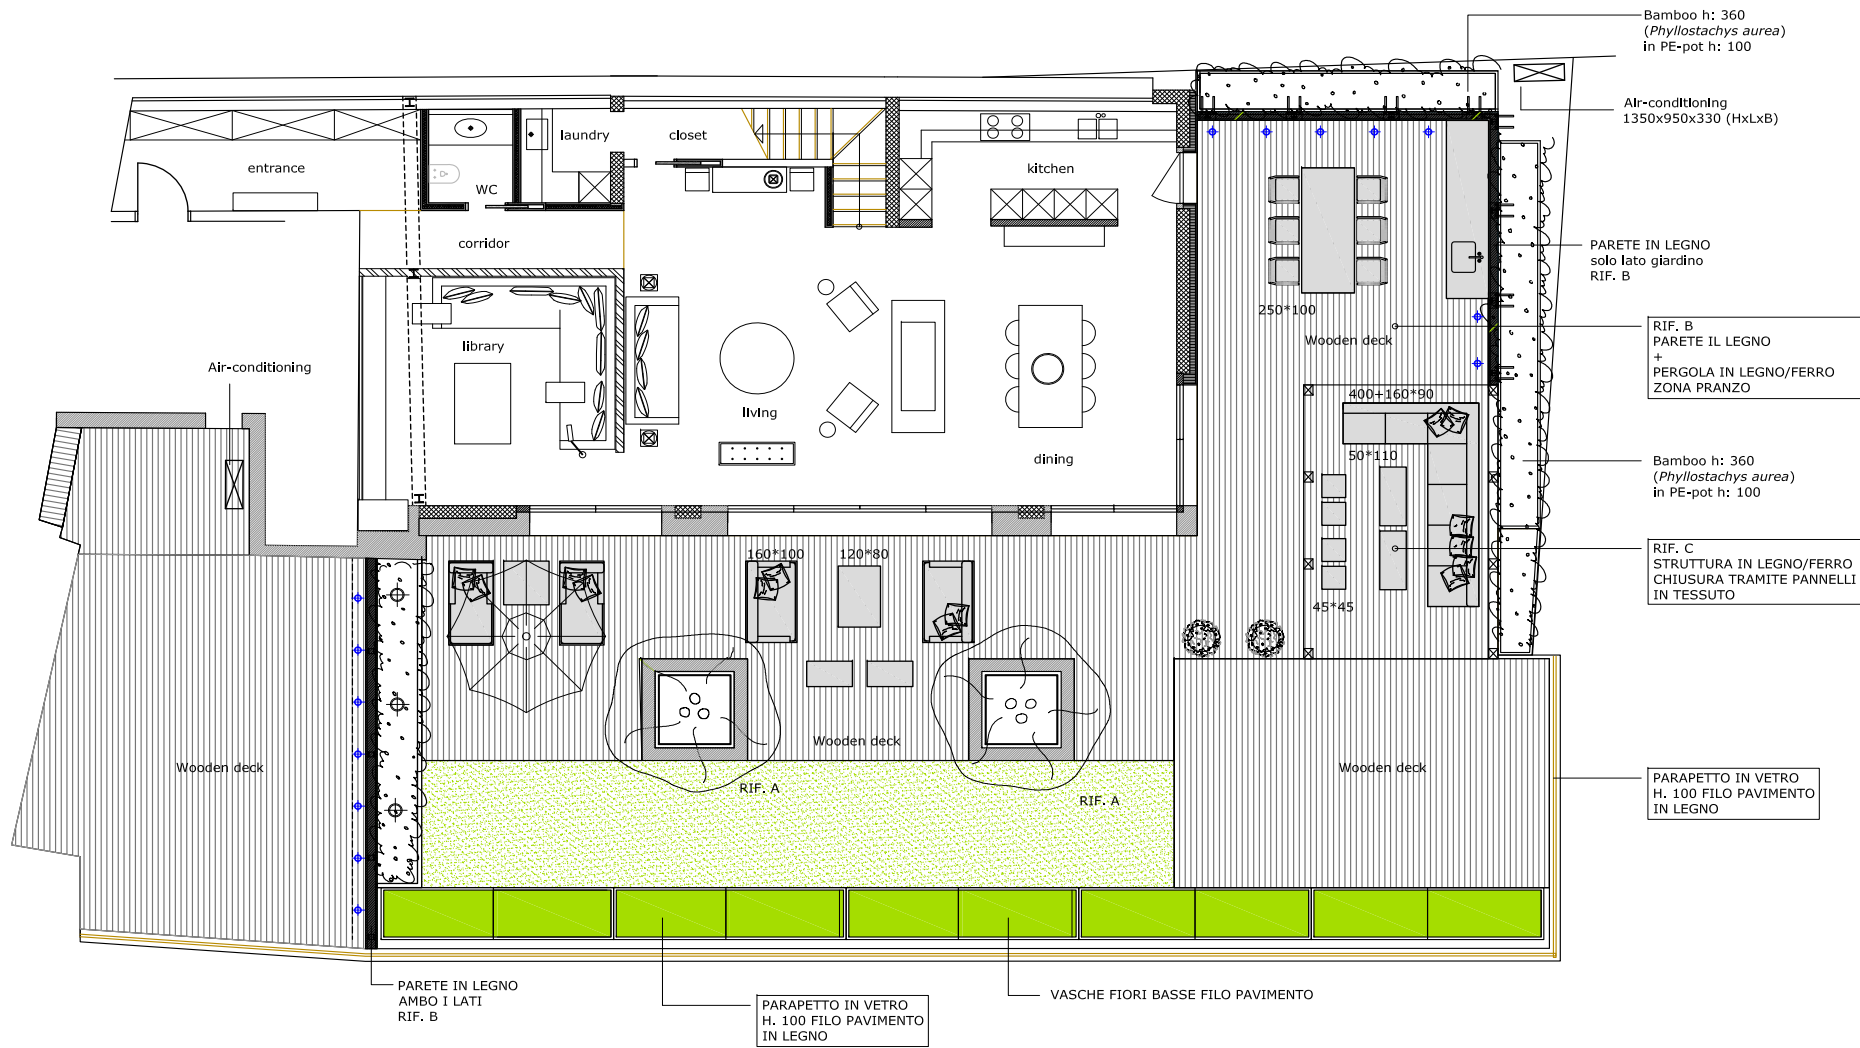 Bamboo h: 360
(Phyllostachys aurea)
in PE-pot h: 100
Air-conditioning
1350x950x330 (HxLxB)
laundry
closet
entrance
WC
kitchen
corridor
PARETE IN LEGNO
solo lato giardino
RIF. B
250*100
Wooden deck
RIF. B
PARETE IL LEGNO
+
PERGOLA IN LEGNO/FERRO
ZONA PRANZO
library
Air-conditioning
living
400+160*90
50*110
dining
Bamboo h: 360
(Phyllostachys aurea)
in PE-pot h: 100
160*100
120*80
RIF. C
STRUTTURA IN LEGNO/FERRO
CHIUSURA TRAMITE PANNELLI
IN TESSUTO
45*45
Wooden deck
Wooden deck
Wooden deck
RIF. A
RIF. A
PARAPETTO IN VETRO
H. 100 FILO PAVIMENTO
IN LEGNO
PARETE IN LEGNO
AMBO I LATI
RIF. B
PARAPETTO IN VETRO
H. 100 FILO PAVIMENTO
IN LEGNO
VASCHE FIORI BASSE FILO PAVIMENTO